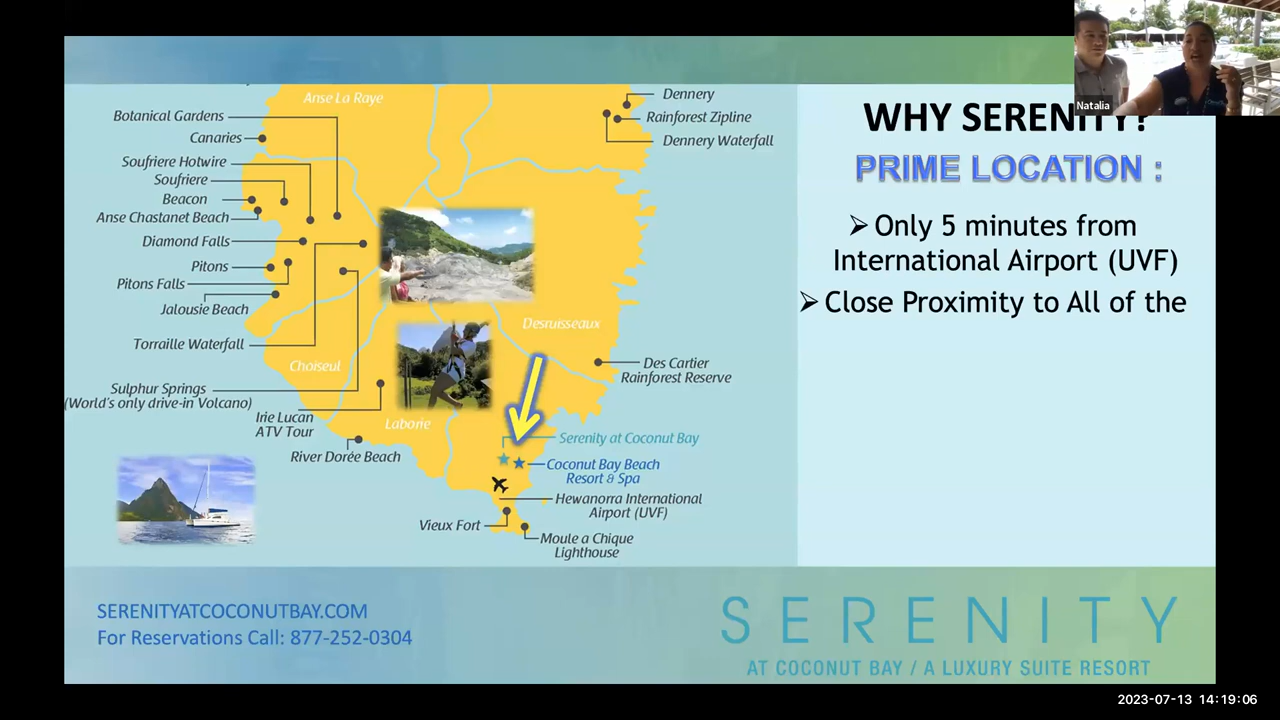 Natalia
WHY SERENITY?
PRIME LOCATION :
Only 5 minutes from
International Airport (UVF)
Close Proximity to All of the
Anse La Raye
Botanical Gardens
Canaries
Soufriere Hotwire
Soufriere
Beacon
Anse Chastanet Beach
Diamond Falls
Pitons
Pitons Falls
Jalousie Beach
Torraille Waterfall
Choiseul
Sulphur Springs
(World's only drive-in Volcano)
Irie Lucan
ATV Tour
Laborie
River Dorée Beach
Dennery
Rainforest Zipline
Dennery Waterfall
Desruisseaux
Des Cartier
Rainforest Reserve
Serenity at Coconut Bay
Coconut Bay Beach
Resort & Spa
Hewanorra International
Airport (UVF)
Vieux Fort
Moule a Chique
Lighthouse
SERENITYATCOCONUTBAY.COM
For Reservations Call: 877-252-0304
SERENITY
AT COCONUT BAY / A LUXURY SUITE RESORT
2023-07-13 14:19:06